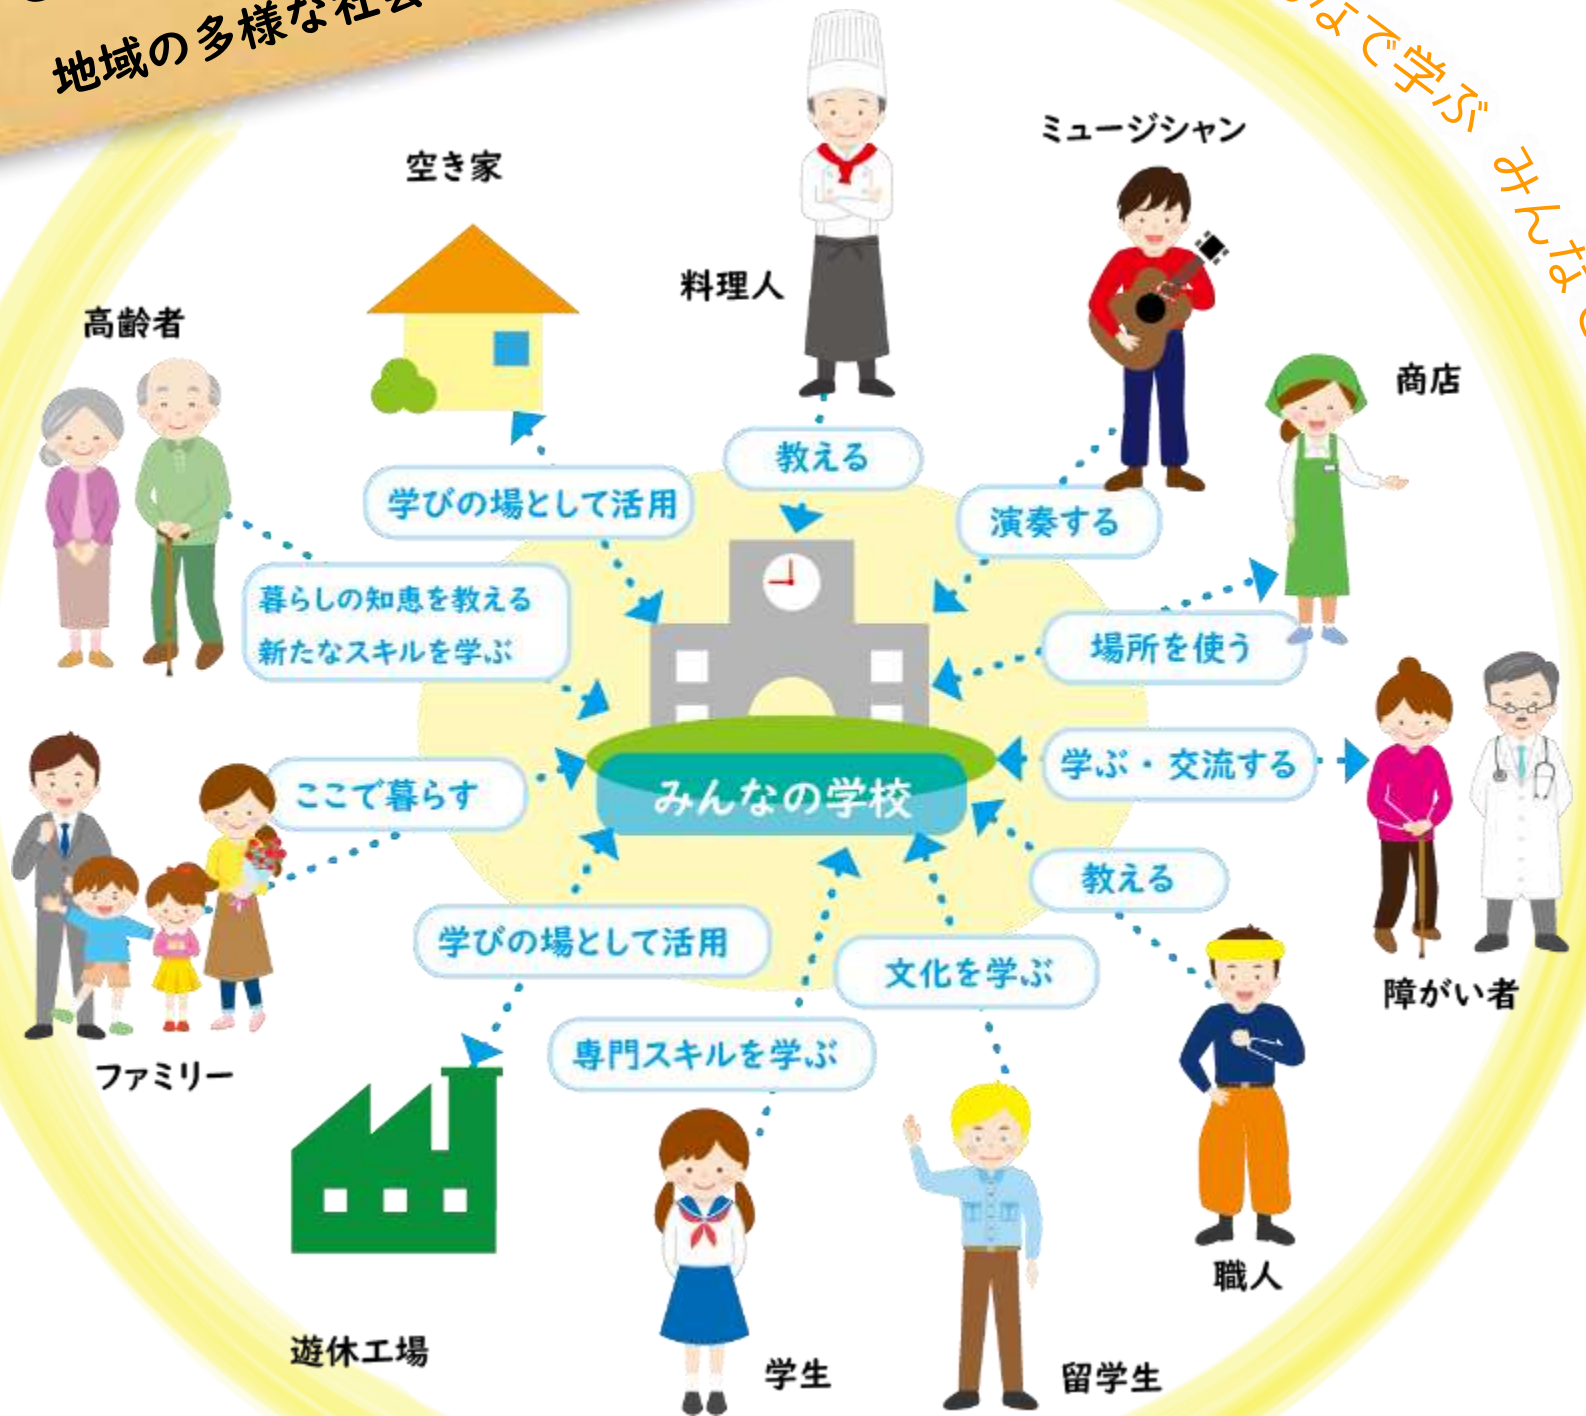 地域の多様な社会
なで学ぶ みんな
空き家
料理人
ミュージシャン
高齢者
商店
教える
学びの場として活用
演奏する
暮らしの知恵を教える
新たなスキルを学ぶ
場所を使う
学ぶ・交流する
ここで暮らす
みんなの学校
教える
学びの場として活用
文化を学ぶ
専門スキルを学ぶ
障がい者
ファミリー
職人
遊休工場
学生
留学生